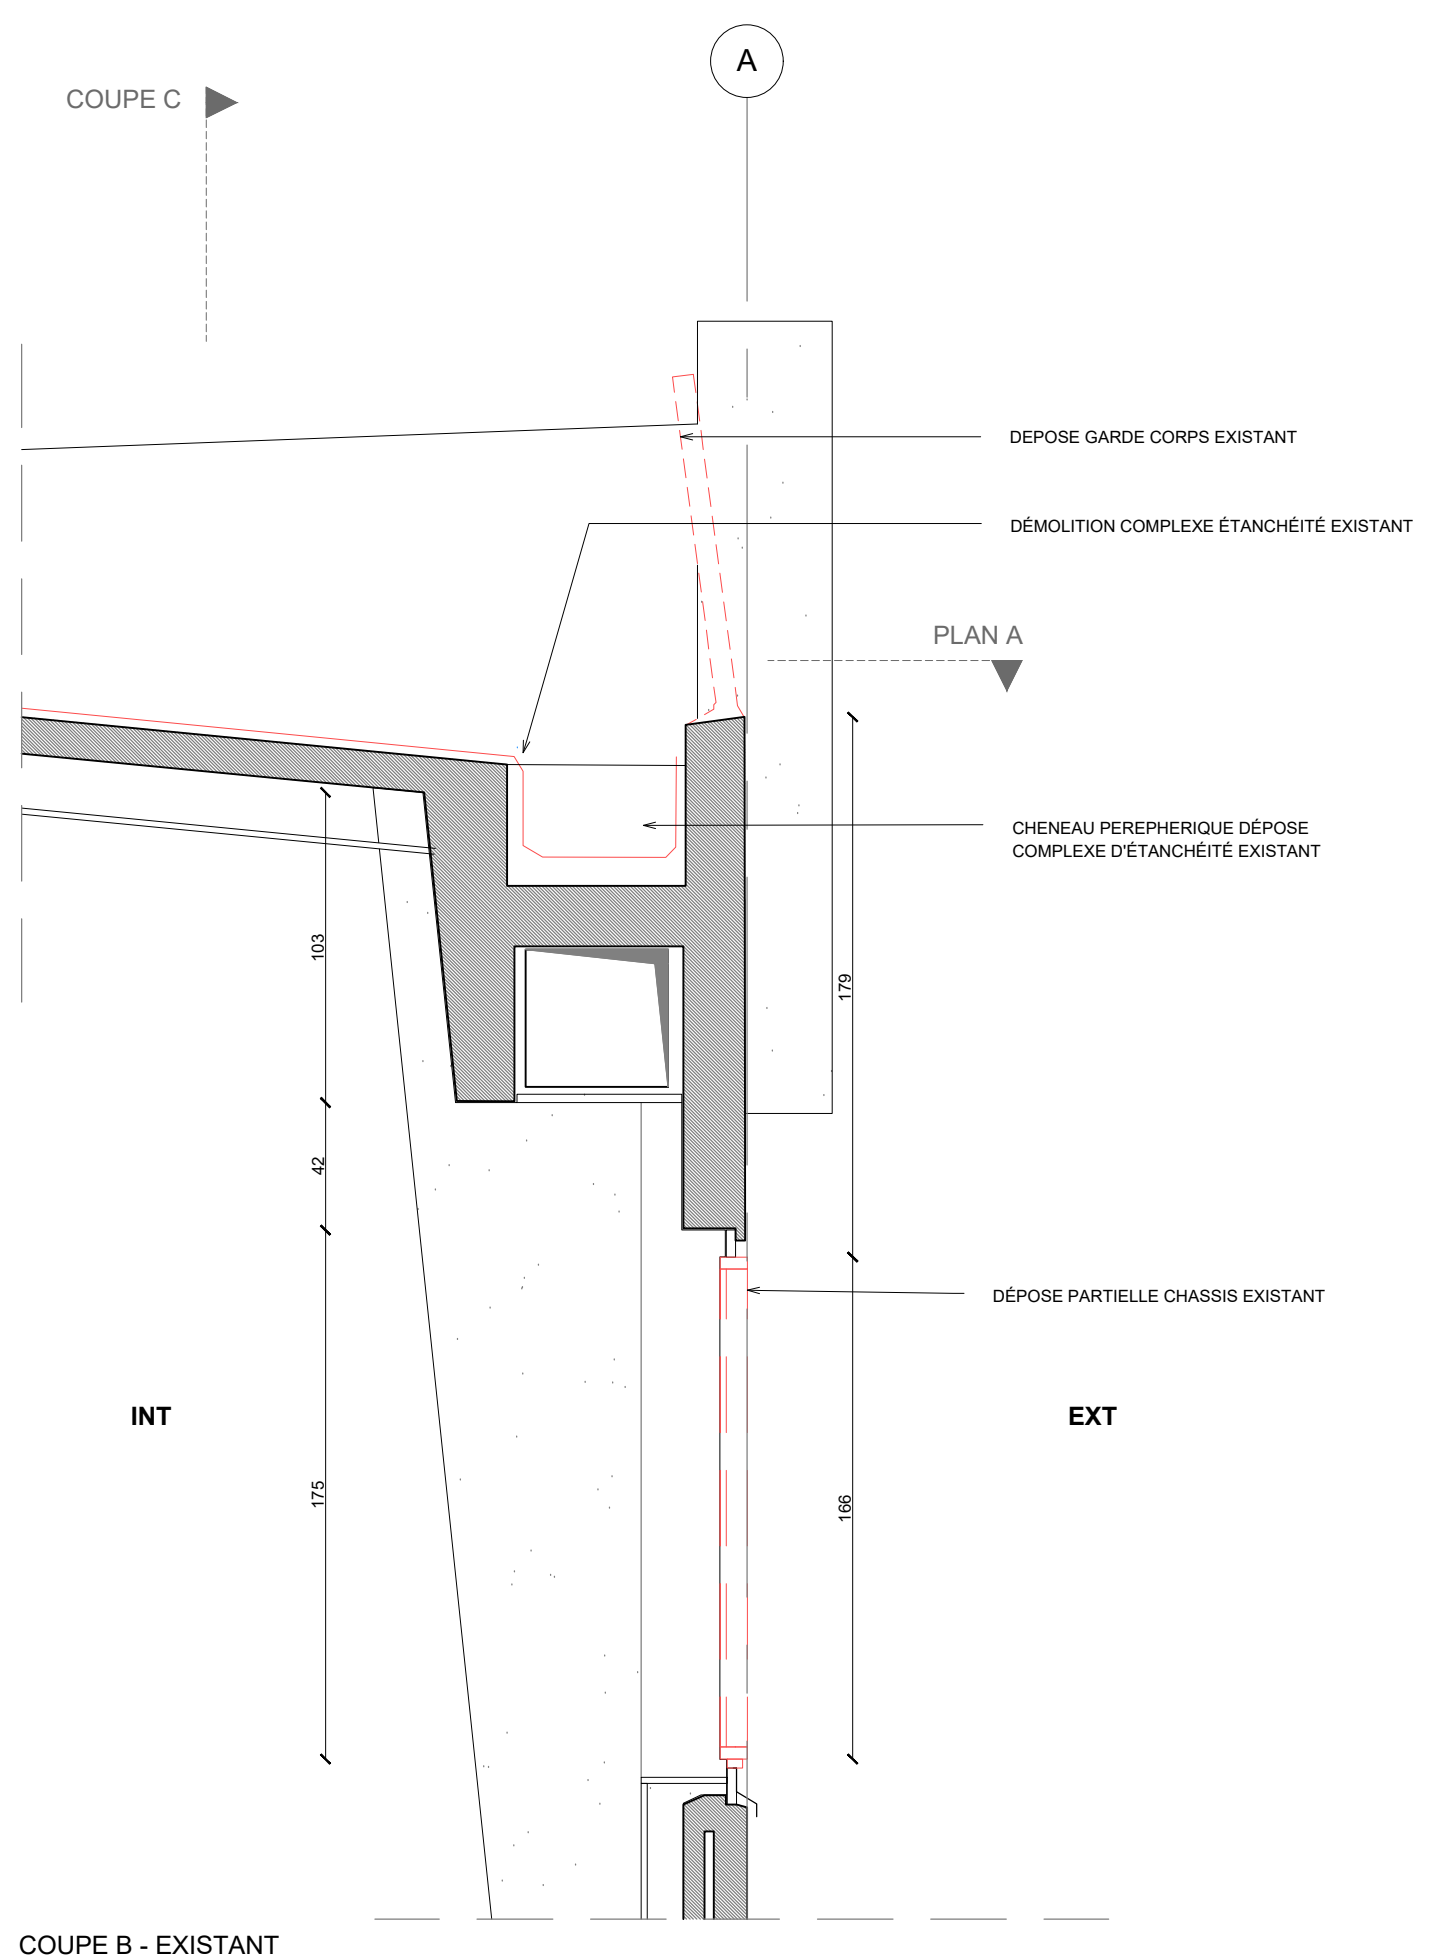 A
COUPE C
DEPOSE GARDE CORPS EXISTANT
DÉMOLITION COMPLEXE ÉTANCHÉITÉ EXISTANT
PLAN A
CHENEAU PEREPHERIQUE DÉPOSE
COMPLEXE D'ÉTANCHÉITÉ EXISTANT
103
179
42
DÉPOSE PARTIELLE CHASSIS EXISTANT
INT
EXT
175
166
COUPE B - EXISTANT